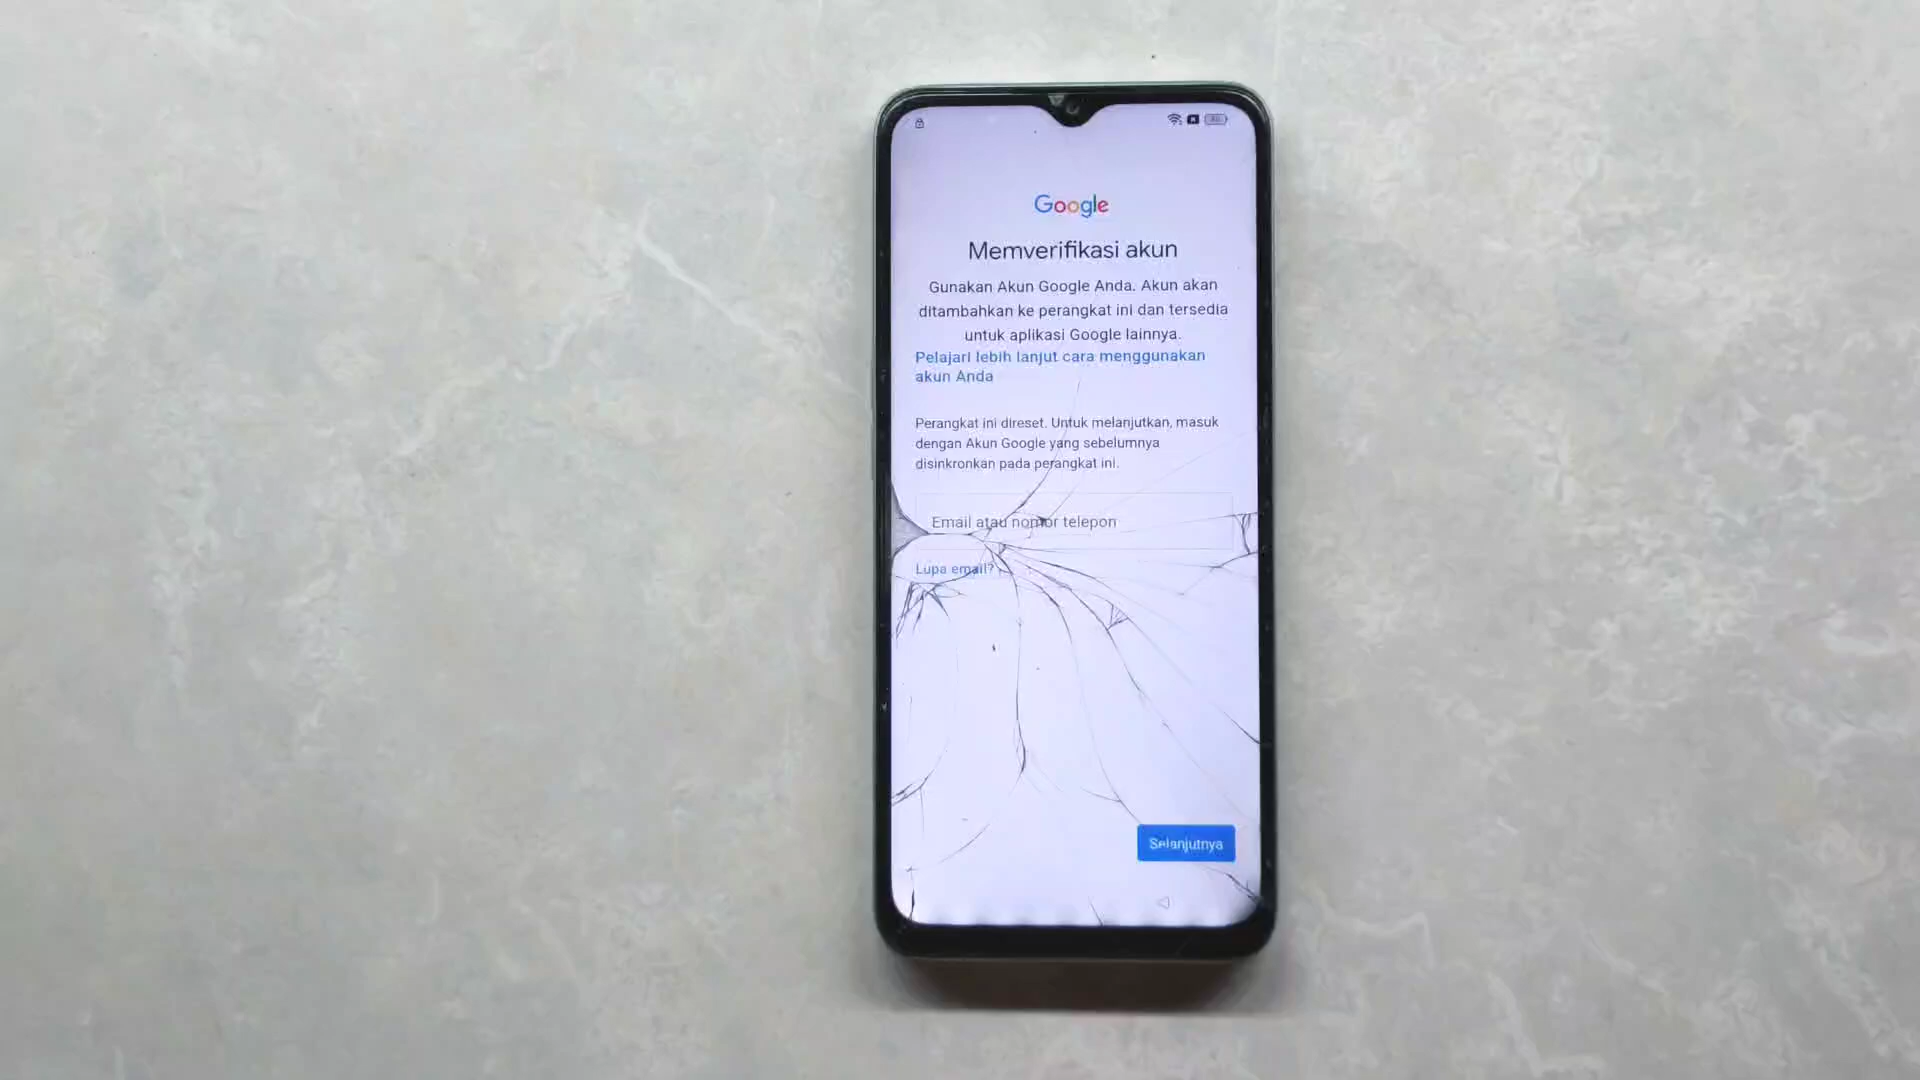 Google
Memverifikasi akun
Gunakan Akun Google Anda. Akun akan
ditambahkan ke perangkat ini dan tersedia
untuk aplikasi Google lainnya.
Pelajari lebih lanjut cara menggunakan
akun Anda
Perangkat ini direset. Untuk melanjutkan, masuk
dengan Akun Google yang sebelumnya
disinkronkan pada perangkat ini.
Email atau nomor telepon
Lupa email?
Selanjutnya